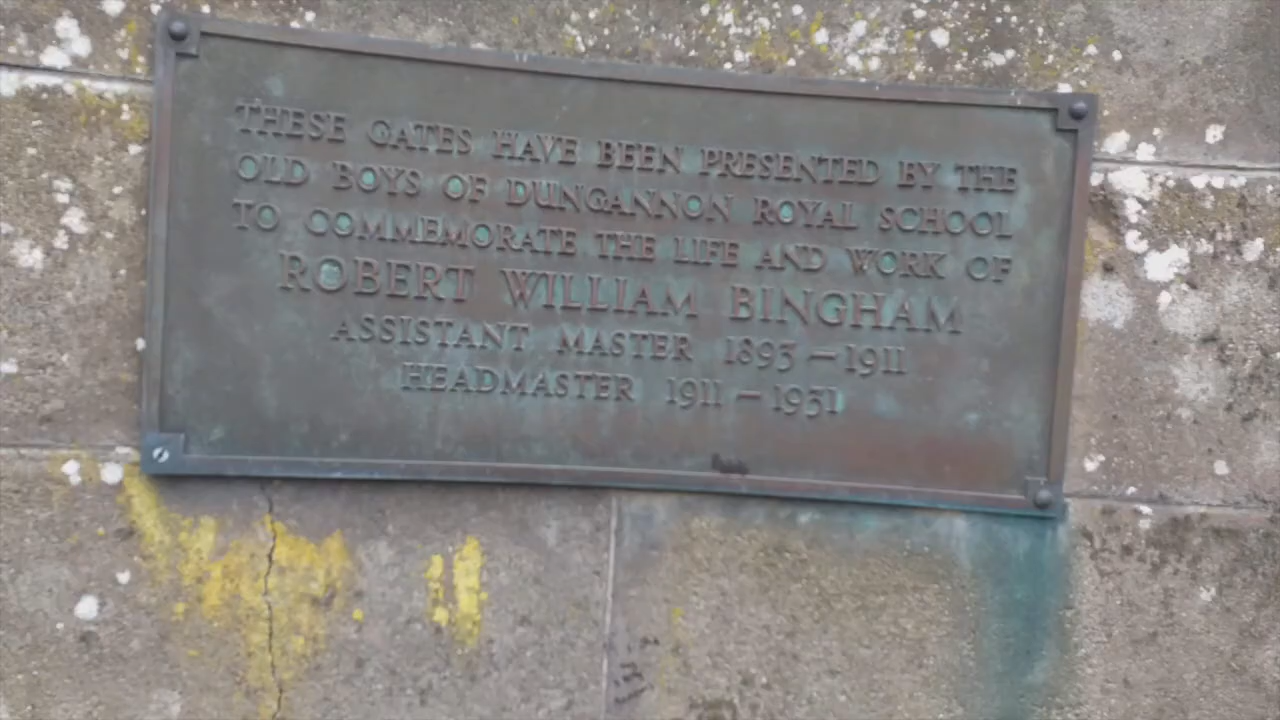 THESE GATES HAVE BEEN PRESENTED BY THE
OLD BOYS OF DUNGANNON ROYAL SCHOOL
TO COMMEMORATE THE LIFE AND WORK OF
ROBERT WILLIAM BINGHAM
ASSISTANT MASTER 1893 – 1911
HEADMASTER 1911 – 1931